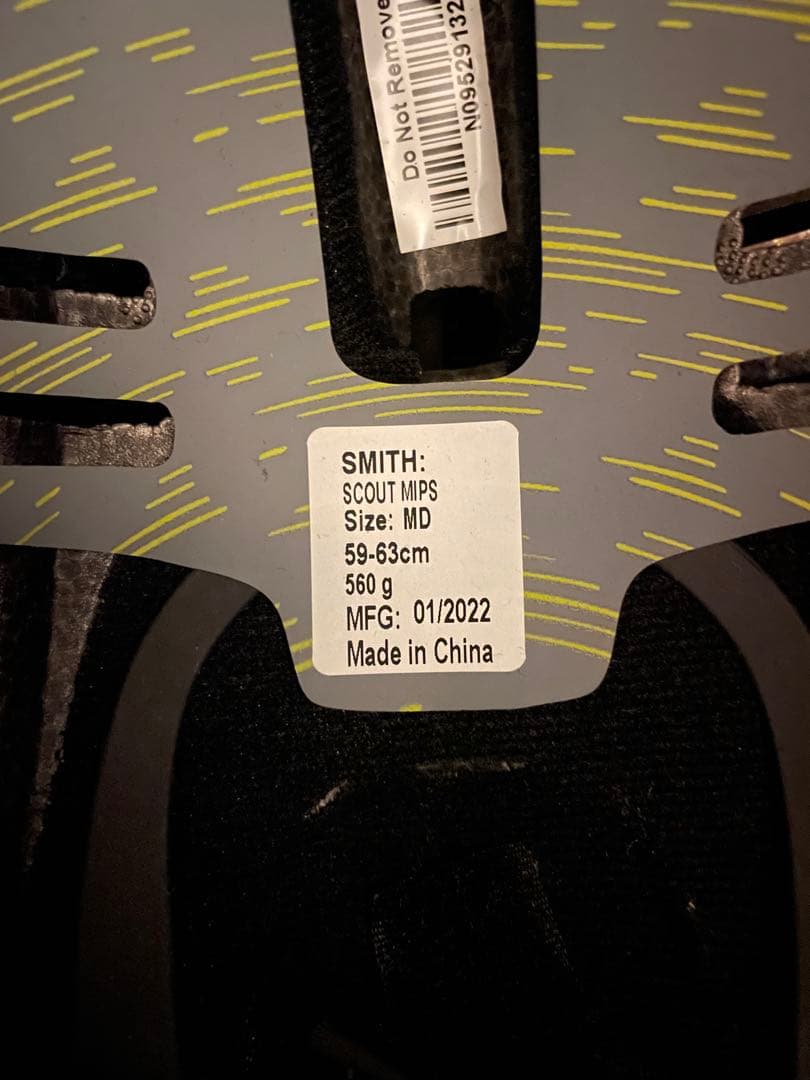 Do Not Remove
N09529132
SMITH:
SCOUT MIPS
Size: MD
59-63cm
560 g
MFG: 01/2022
Made in China